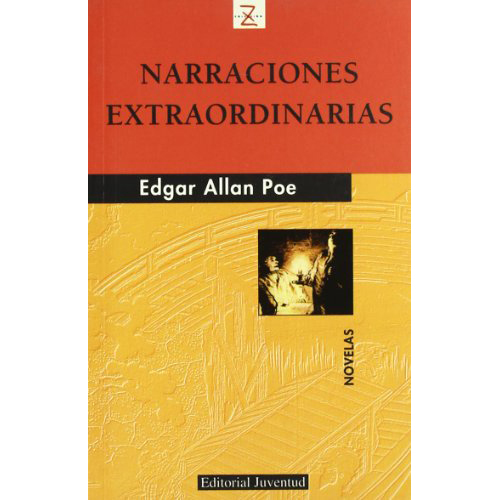 Z
NARRACIONES
EXTRAORDINARIAS
Edgar Allan Poe
NOVELAS
Editorial Juventud